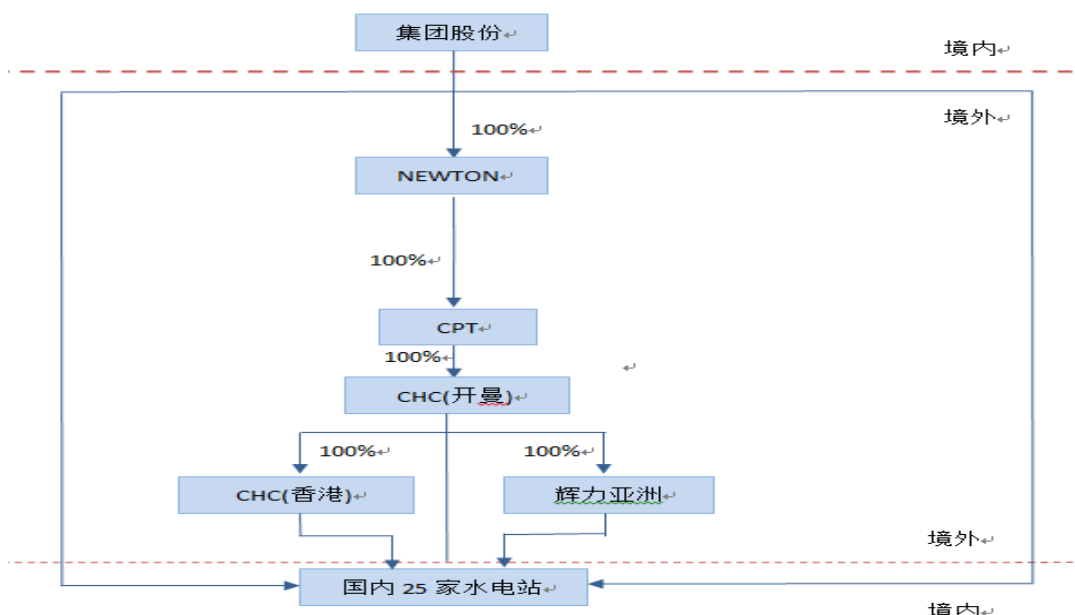 集团股份
境内
境外
100%
NEWTON
100%
CPT
100%
CHC(开曼)
100%
100%
CHC(香港)
辉力亚洲
境外
国内 25 家水电站
境内